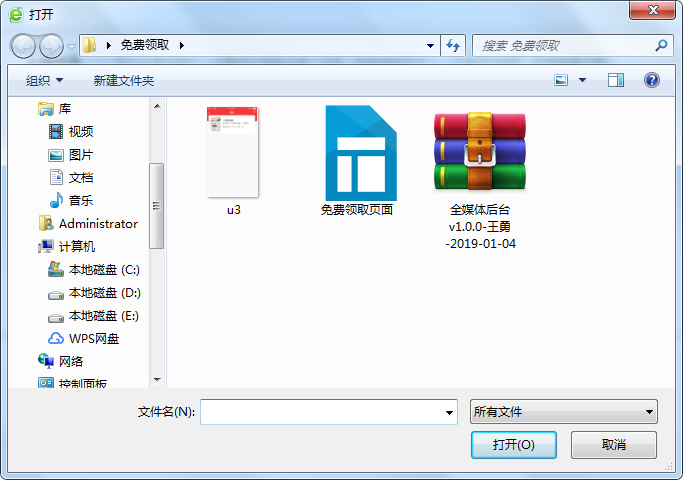 打开
免费领取
搜索 免费领取
组织
新建文件夹
库
视频
图片
文档
音乐
Administrator
计算机
本地磁盘 (C:)
本地磁盘 (D:)
本地磁盘 (E:)
WPS网盘
网络
控制面板
u3
免费领取页面
全媒体后台
v1.0.0-王勇
-2019-01-04
文件名(N):
所有文件
打开(O)
取消